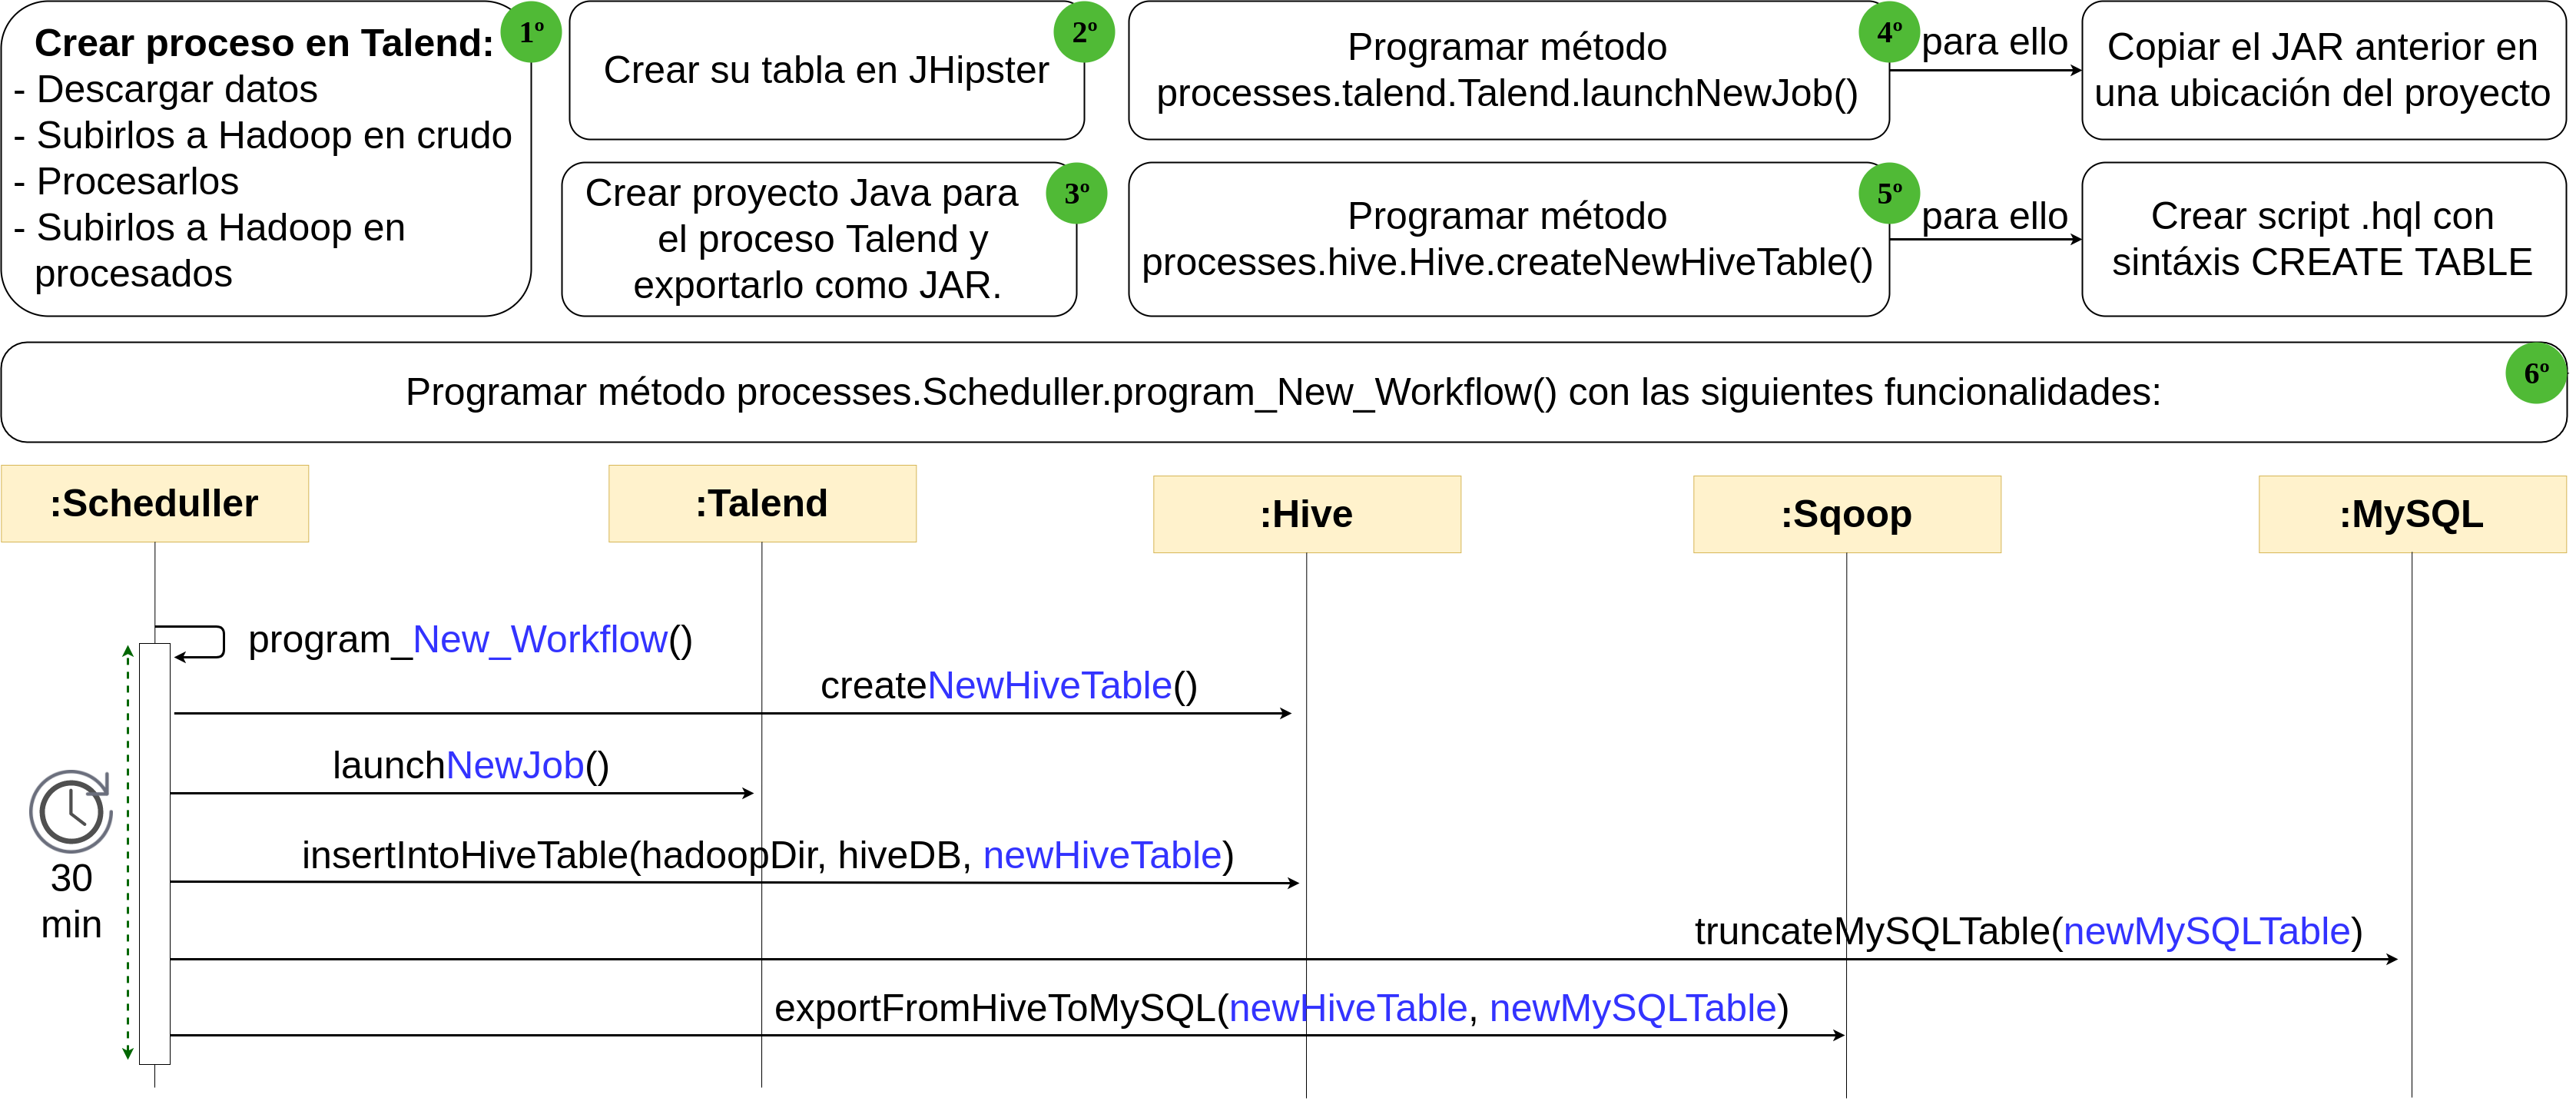 Crear proceso en Talend:
- Descargar datos
- Subirlos a Hadoop en crudo
- Procesarlos
- Subirlos a Hadoop en
procesados
1º
Crear su tabla en JHipster
2º
Crear proyecto Java para
el proceso Talend y
exportarlo como JAR.
3º
Programar método
processes.talend.Talend.launchNewJob()
4º
para ello
Copiar el JAR anterior en
una ubicación del proyecto
Programar método
processes.hive.Hive.createNewHiveTable()
5º
para ello
Crear script .hql con
sintáxis CREATE TABLE
Programar método processes.Scheduller.program_New_Workflow() con las siguientes funcionalidades:
6º
:Scheduller
:Talend
:Hive
:Sqoop
:MySQL
program_New_Workflow()
createNewHiveTable()
launchNewJob()
insertIntoHiveTable(hadoopDir, hiveDB, newHiveTable)
30
min
truncateMySQLTable(newMySQLTable)
exportFromHiveToMySQL(newHiveTable, newMySQLTable)